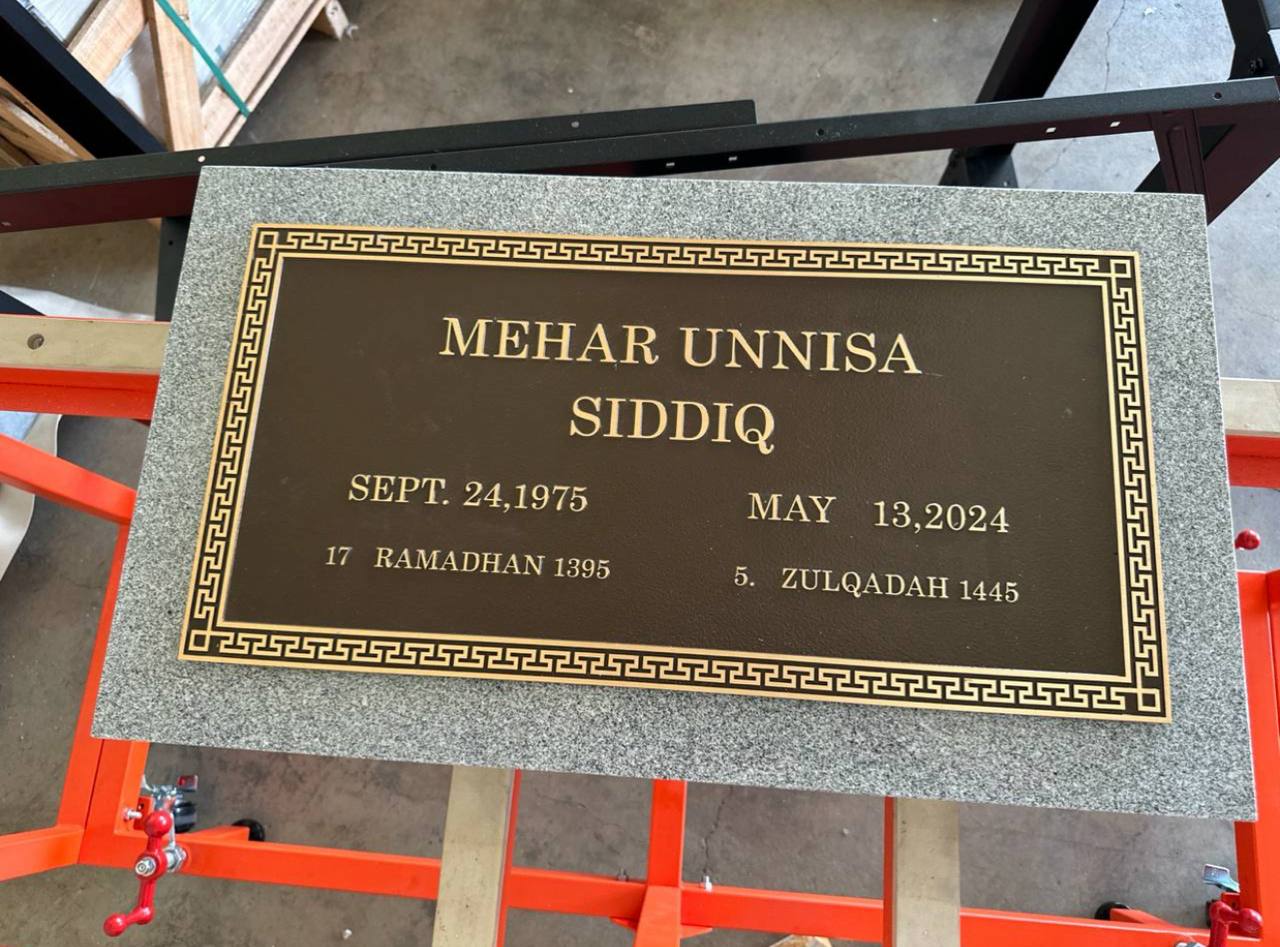 MEHAR UNNISA
SIDDIQ
SEPT. 24,1975 MAY 13,2024
17 RAMADHAN 1395 5. ZULQADAH 1445